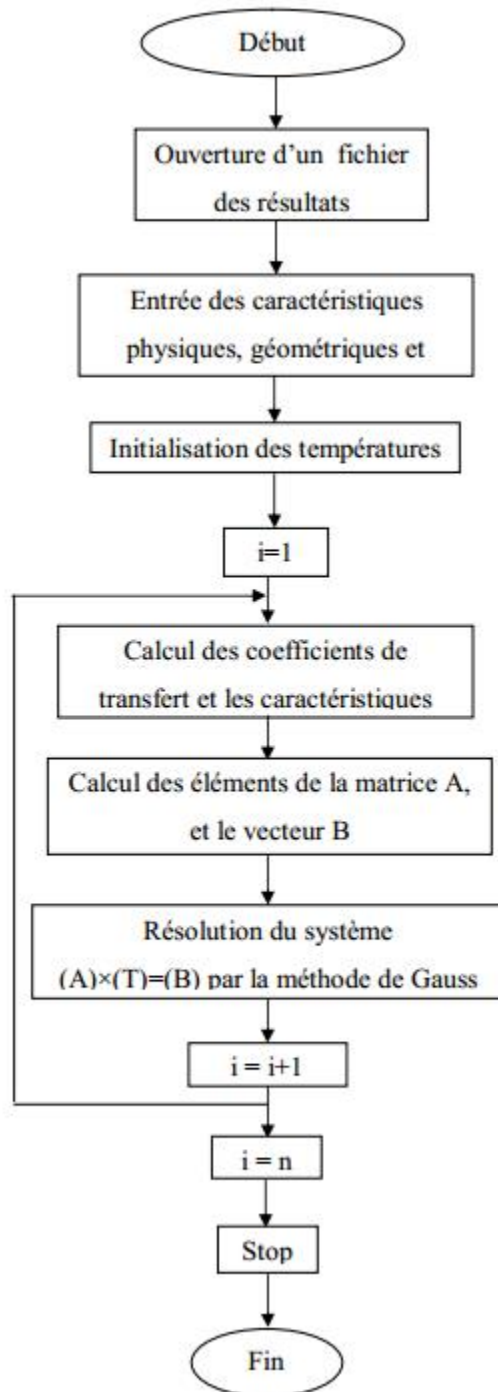 Début
Ouverture d’un fichier
des résultats
Entrée des caractéristiques
physiques, géométriques et
Initialisation des températures
i=1
Calcul des coefficients de
transfert et les caractéristiques
Calcul des éléments de la matrice A,
et le vecteur B
Résolution du système
(A)×(T)=(B) par la méthode de Gauss
i = i+1
i = n
Stop
Fin